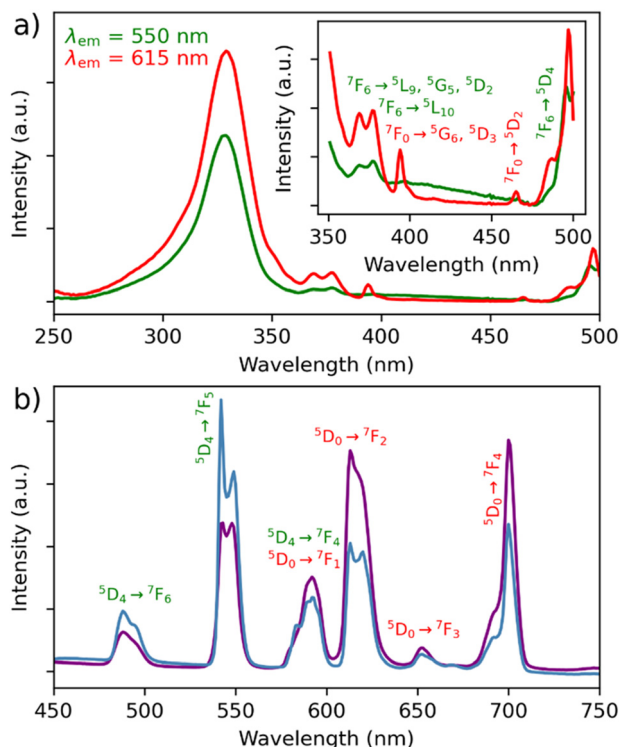 a)
λem = 550 nm
λem = 615 nm
Intensity (a.u.)
250 300 350 400 450 500
Wavelength (nm)
⁷F₆→⁵L₉, ⁵G₅, ⁵D₂
⁷F₆→⁵L₁₀
⁷F₀→⁵G₆, ⁵D₃
⁷F₀→⁵D₂
⁷F₆→⁵D₄
Intensity (a.u.)
350 400 450 500
Wavelength (nm)
b)
⁵D₄→⁷F₆
⁵D₄→⁷F₅
⁵D₄→⁷F₄
⁵D₀→⁷F₁
⁵D₀→⁷F₂
⁵D₀→⁷F₃
⁵D₀→⁷F₄
Intensity (a.u.)
450 500 550 600 650 700 750
Wavelength (nm)